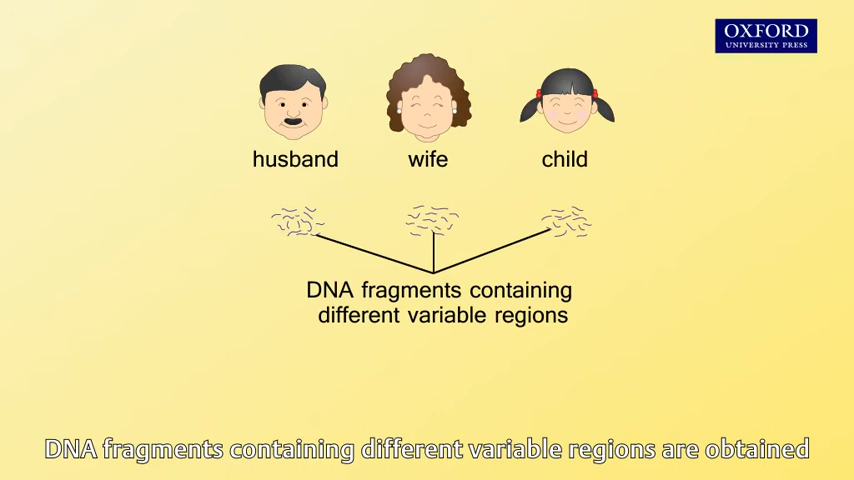 OXFORD
UNIVERSITY PRESS
husband wife child
DNA fragments containing
different variable regions
DNA fragments containing different variable regions are obtained